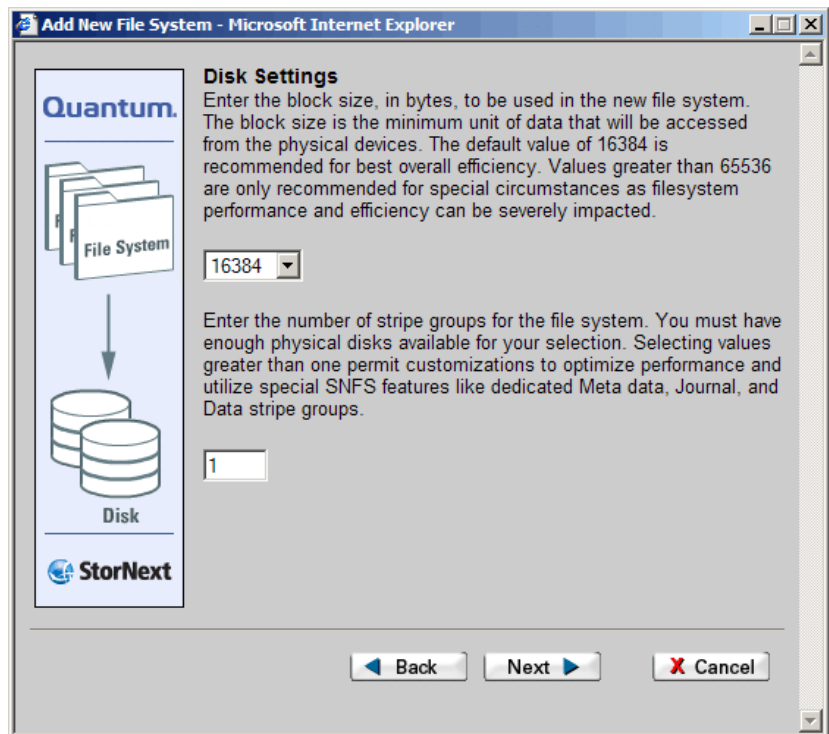 Add New File System - Microsoft Internet Explorer
Quantum.
File System
Disk
StorNext
Disk Settings
Enter the block size, in bytes, to be used in the new file system.
The block size is the minimum unit of data that will be accessed
from the physical devices. The default value of 16384 is
recommended for best overall efficiency. Values greater than 65536
are only recommended for special circumstances as filesystem
performance and efficiency can be severely impacted.
16384
Enter the number of stripe groups for the file system. You must have
enough physical disks available for your selection. Selecting values
greater than one permit customizations to optimize performance and
utilize special SNFS features like dedicated Meta data, Journal, and
Data stripe groups.
1
Back
Next
Cancel